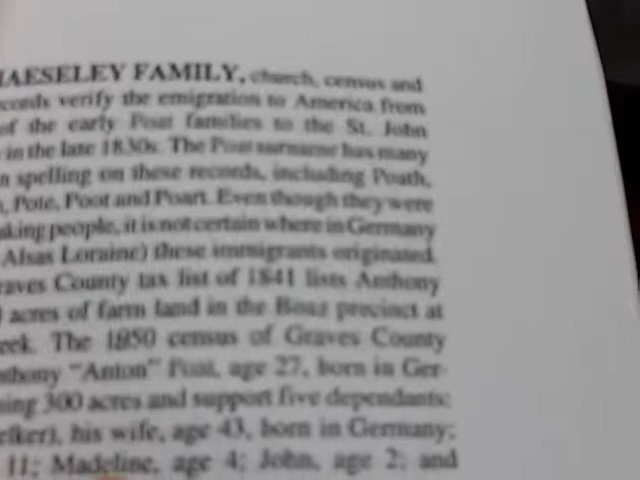 HAESELEY FAMILY, church, census and
cords verify the emigration to America from
of the early Post families to the St. John
in the late 1830s. The Post surname has many
n spelling on these records, including Poath,
, Pote, Poot and Poart. Even though they were
aking people, it is not certain where in Germany
Alsas Loraine) these immigrants originated.
raves County tax list of 1841 lists Anthony
0 acres of farm land in the Boaz precinct at
eek. The 1850 census of Graves County
nthony "Anton" Post, age 27, born in Ger-
ning 300 acres and support five dependants:
efker), his wife, age 43, born in Germany;
11; Madeline, age 4; John, age 2; and